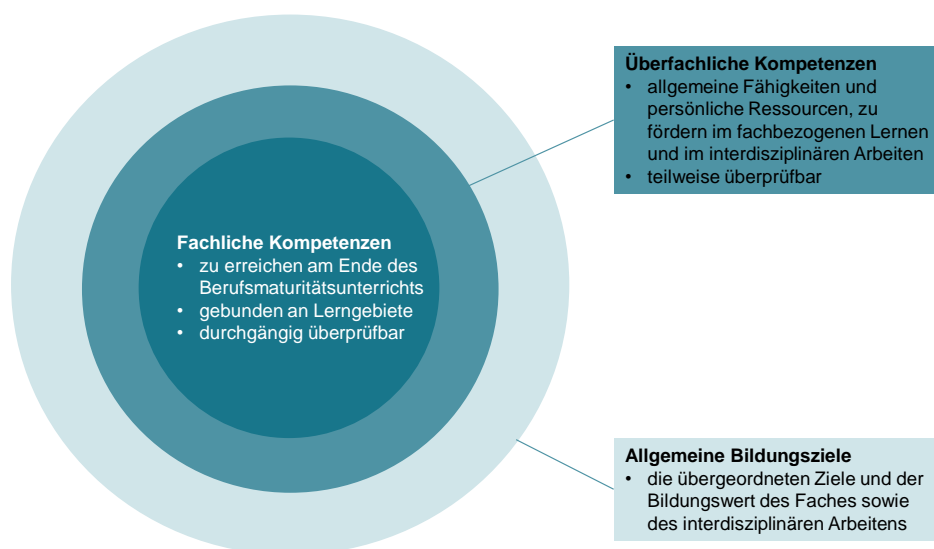 Fachliche Kompetenzen
• zu erreichen am Ende des
Berufsmaturitätsunterrichts
• gebunden an Lerngebiete
• durchgängig überprüfbar
Überfachliche Kompetenzen
• allgemeine Fähigkeiten und
persönliche Ressourcen, zu
fördern im fachbezogenen Lernen
und im interdisziplinären Arbeiten
• teilweise überprüfbar
Allgemeine Bildungsziele
• die übergeordneten Ziele und der
Bildungswert des Faches sowie
des interdisziplinären Arbeitens